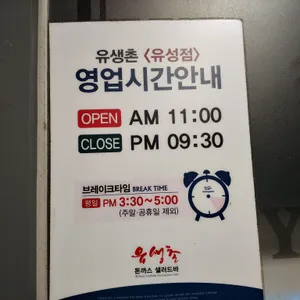 유생촌 〈유성점〉
영업시간안내
OPEN AM 11:00
CLOSE PM 09:30
브레이크타임 BREAK TIME
평일 PM 3:30~5:00
(주말·공휴일 제외)
유생촌
돈까스 샐러드바